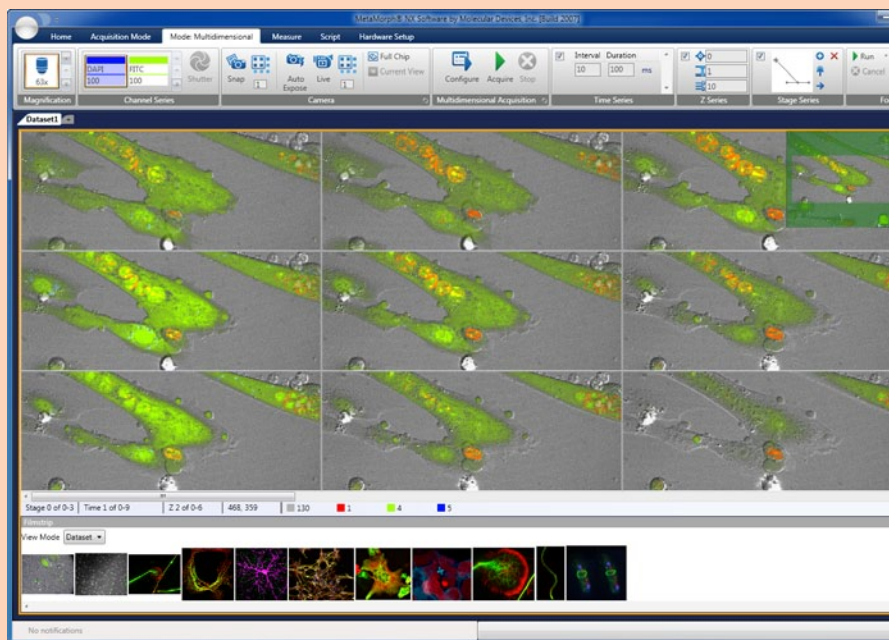 MetaMorph® NX Software by Molecular Devices, Inc. [Build 2007]
Home Acquisition Mode Mode: Multidimensional Measure Script Hardware Setup
63x
DAPI FITC
100 100
Shutter
Snap
1
Auto Expose
Live
1
Full Chip
Current View
Configure Acquire Stop
Interval Duration
10 100 ms
0
1
10
Run
Cancel
Magnification Channel Series Camera Multidimensional Acquisition Time Series Z Series Stage Series Fo
Dataset1
Stage 0 of 0-3 Time 1 of 0-9 Z 2 of 0-6 468, 359 130 1 4 5
Filmstrip
View Mode Dataset
No notifications